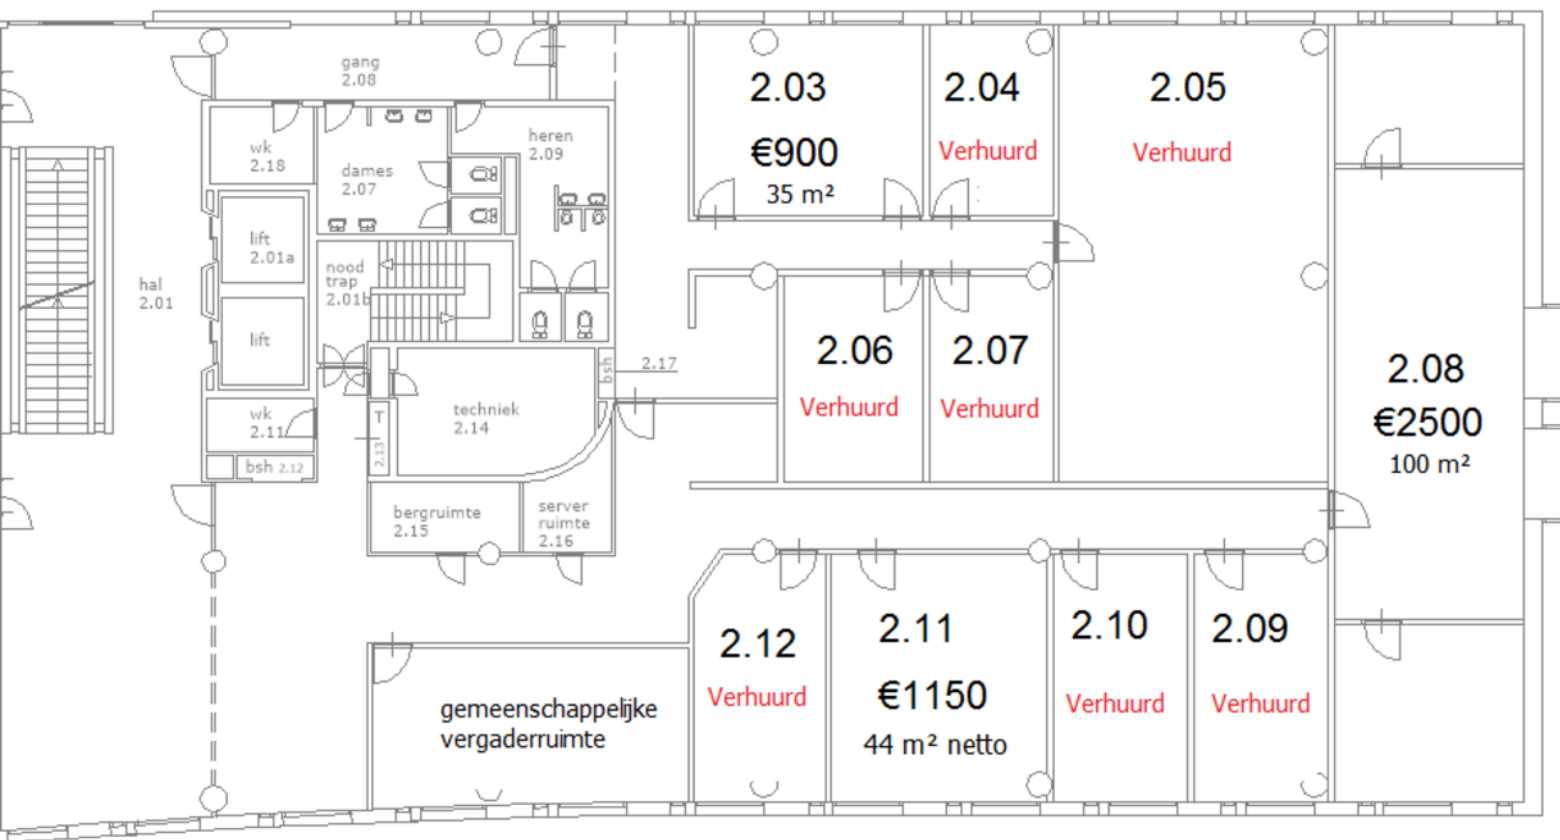 gang
2.08
wk
2.18
dames
2.07
heren
2.09
lift
2.01a
nood
trap
2.01b
hal
2.01
lift
wk
2.11
bsh 2.12
T
2.13
techniek
2.14
bsh
2.17
bergruimte
2.15
server
ruimte
2.16
2.03
€900
35 m²
2.04
Verhuurd
2.05
Verhuurd
2.06
Verhuurd
2.07
Verhuurd
2.08
€2500
100 m²
2.12
Verhuurd
2.11
€1150
44 m² netto
2.10
Verhuurd
2.09
Verhuurd
gemeenschappelijke
vergaderruimte